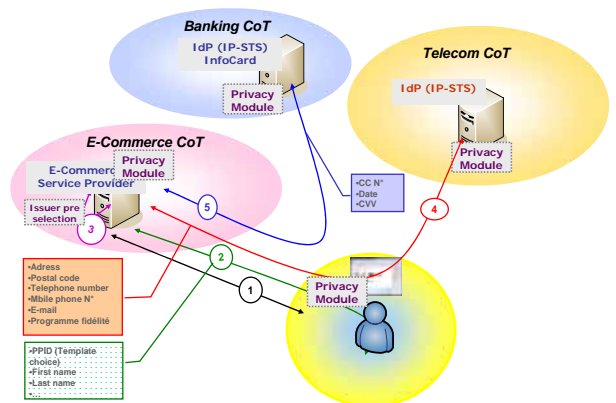 Banking CoT
IdP (IP-STS)
InfoCard
Privacy
Module
Telecom CoT
IdP (IP-STS)
Privacy
Module
E-Commerce CoT
Privacy
Module
E-Commerc
Service Provider
Issuer pre
selection
3
5
•CC N°
•Date
•CVV
4
2
1
•Adress
•Postal code
•Telephone number
•Mbile phone N°
•E-mail
•Programme fidélité
Privacy
Module
•PPID (Template
choice)
•First name
•Last name
•...